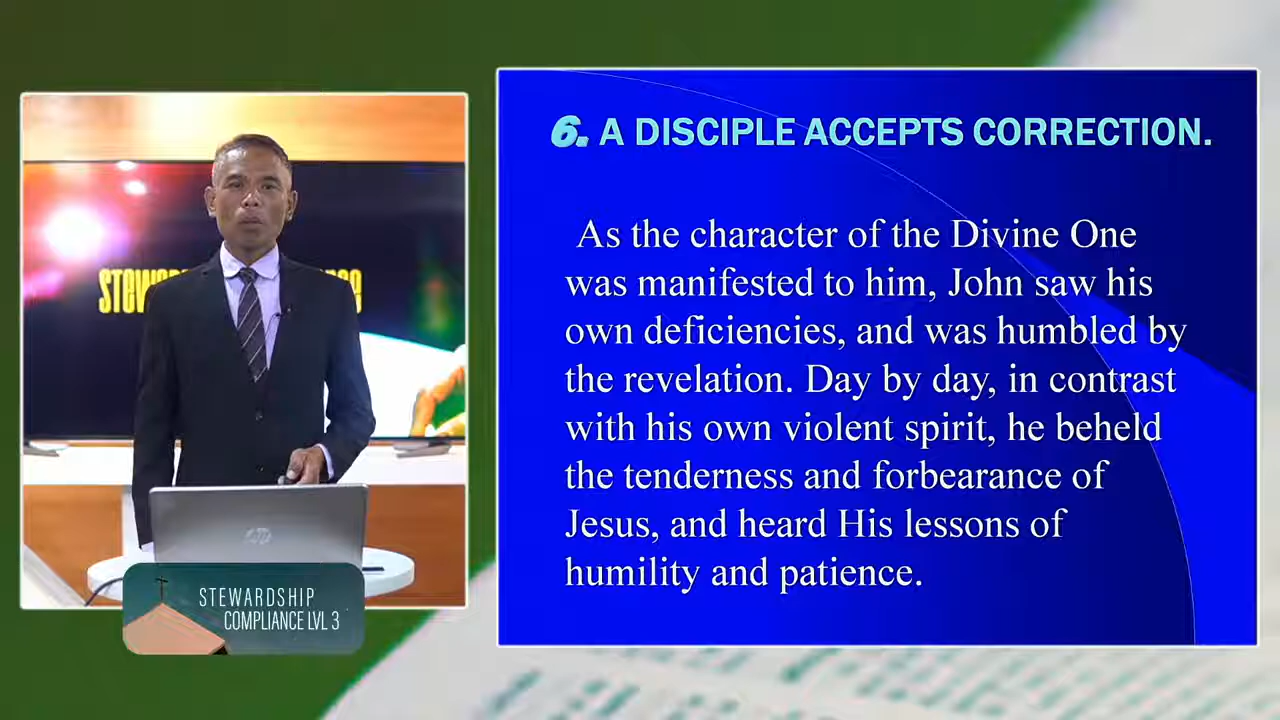 6. A DISCIPLE ACCEPTS CORRECTION.
As the character of the Divine One
was manifested to him, John saw his
own deficiencies, and was humbled by
the revelation. Day by day, in contrast
with his own violent spirit, he beheld
the tenderness and forbearance of
Jesus, and heard His lessons of
humility and patience.
hp
STEWARDSHIP
COMPLIANCE LVL 3